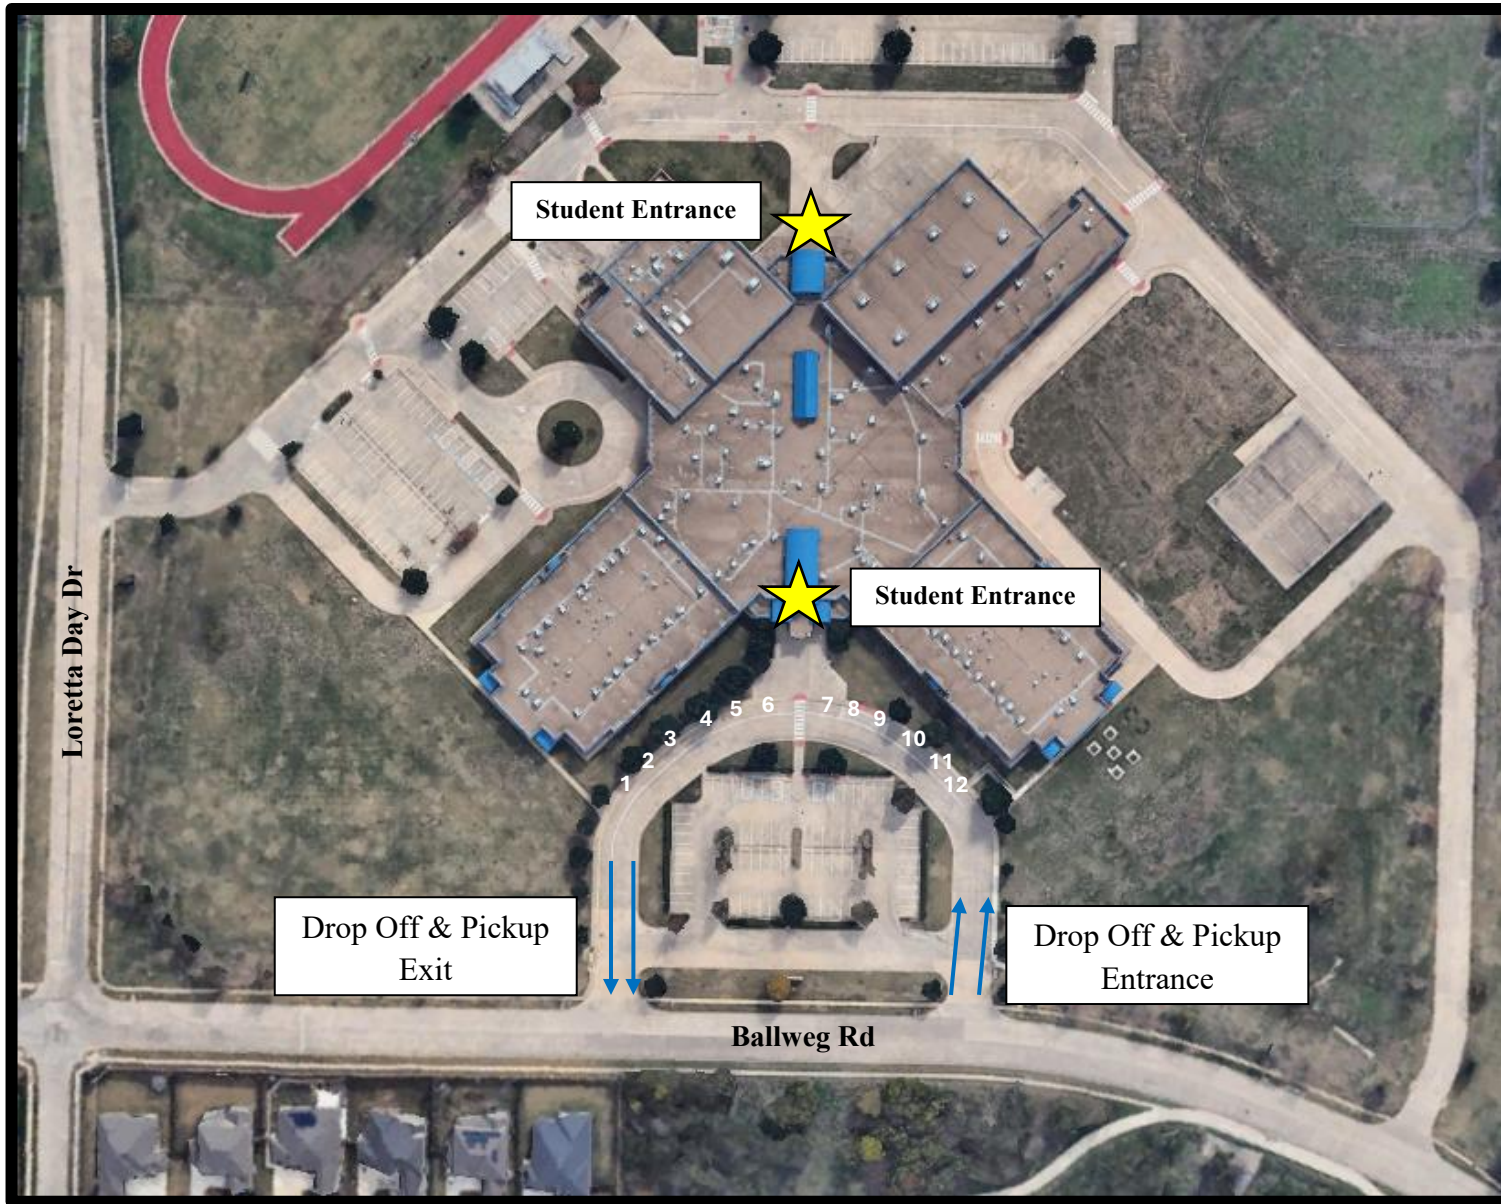 Student Entrance
Loretta Day Dr
Student Entrance
1
2
3
4
5
6
7
8
9
10
11
12
Drop Off & Pickup
Exit
Drop Off & Pickup
Entrance
Ballweg Rd